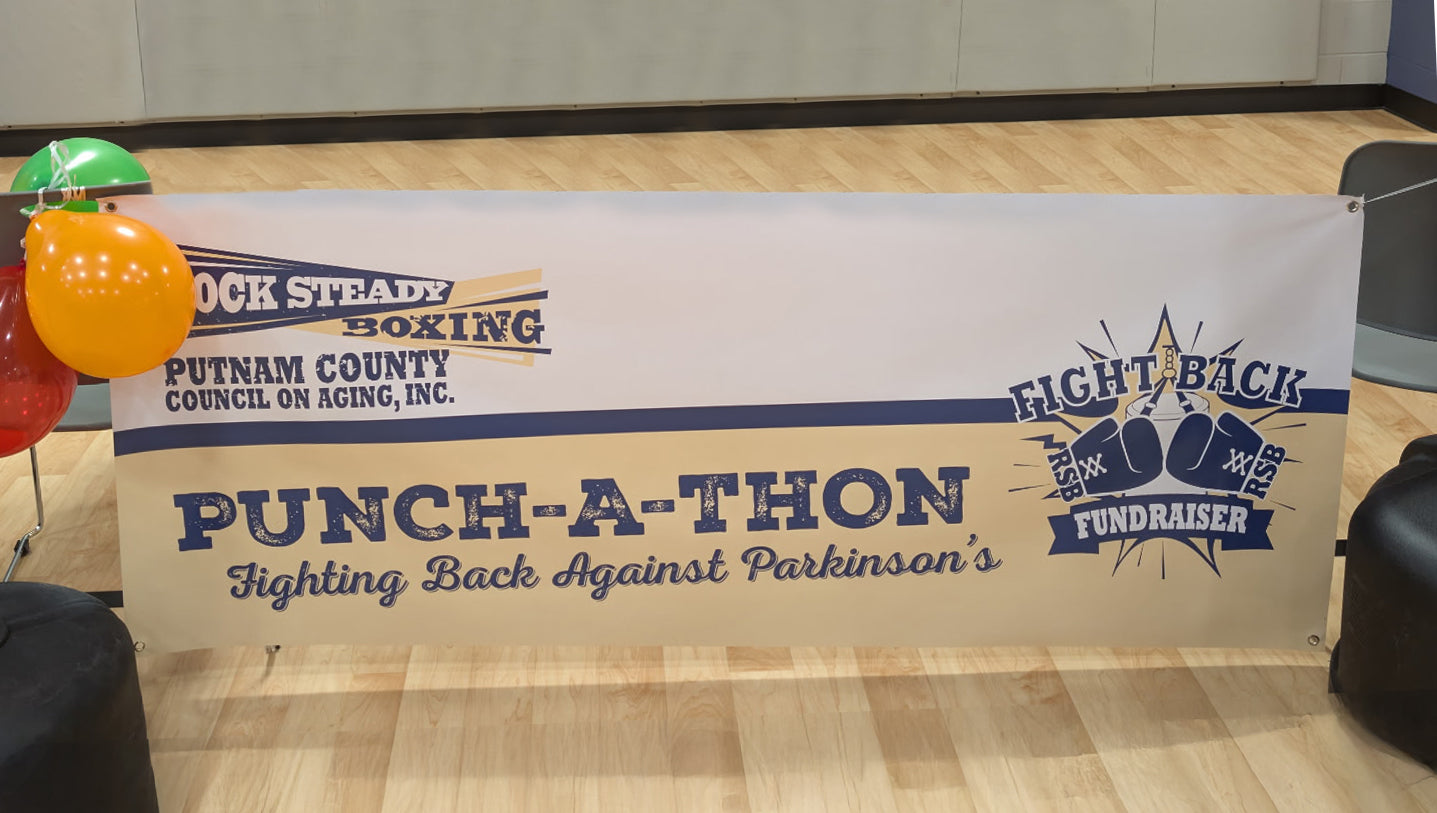 OCK STEADY
BOXING
PUTNAM COUNTY
COUNCIL ON AGING, INC.
FIGHT BACK
RSB RSB
FUNDRAISER
PUNCH-A-THON
Fighting Back Against Parkinson's